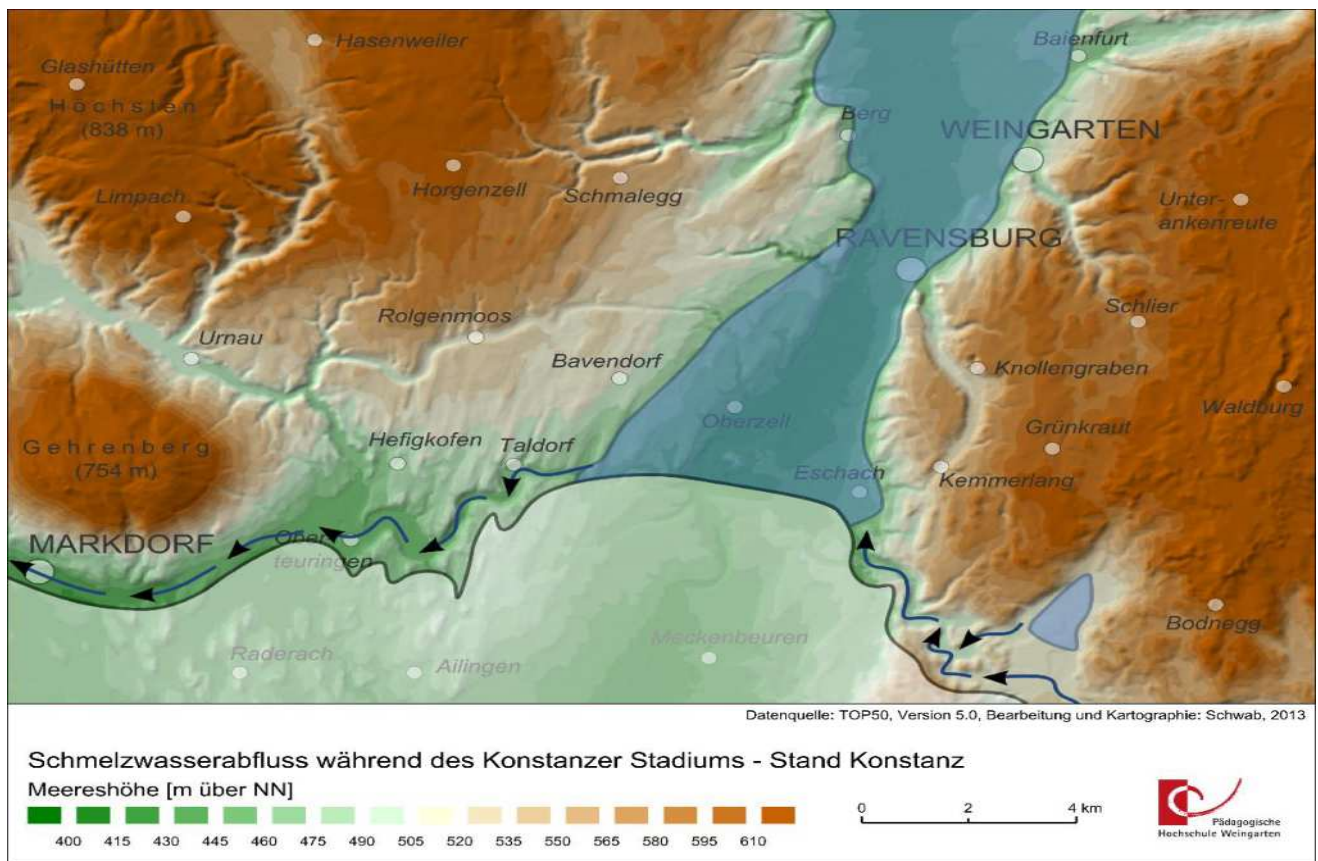 Hasenweiler
Baienfurt
Glashütten
Höchsten
(838 m)
Berg
WEINGARTEN
Horgenzell
Schmalegg
Limpach
Unter-
ankenreute
RAVENSBURG
Schlier
Rolgenmoos
Urnau
Bavendorf
Knollengraben
Waldburg
Oberzell
Grünkraut
Gehrenberg
(754 m)
Hefigkofen
Taldorf
Eschach
Kemmerlang
MARKDORF
Ober-
teuringen
Bodnegg
Meckenbeuren
Raderach
Ailingen
Datenquelle: TOP50, Version 5.0, Bearbeitung und Kartographie: Schwab, 2013
Schmelzwasserabfluss während des Konstanzer Stadiums - Stand Konstanz
Meereshöhe [m über NN]
400 415 430 445 460 475 490 505 520 535 550 565 580 595 610
0 2 4 km
Pädagogische
Hochschule Weingarten